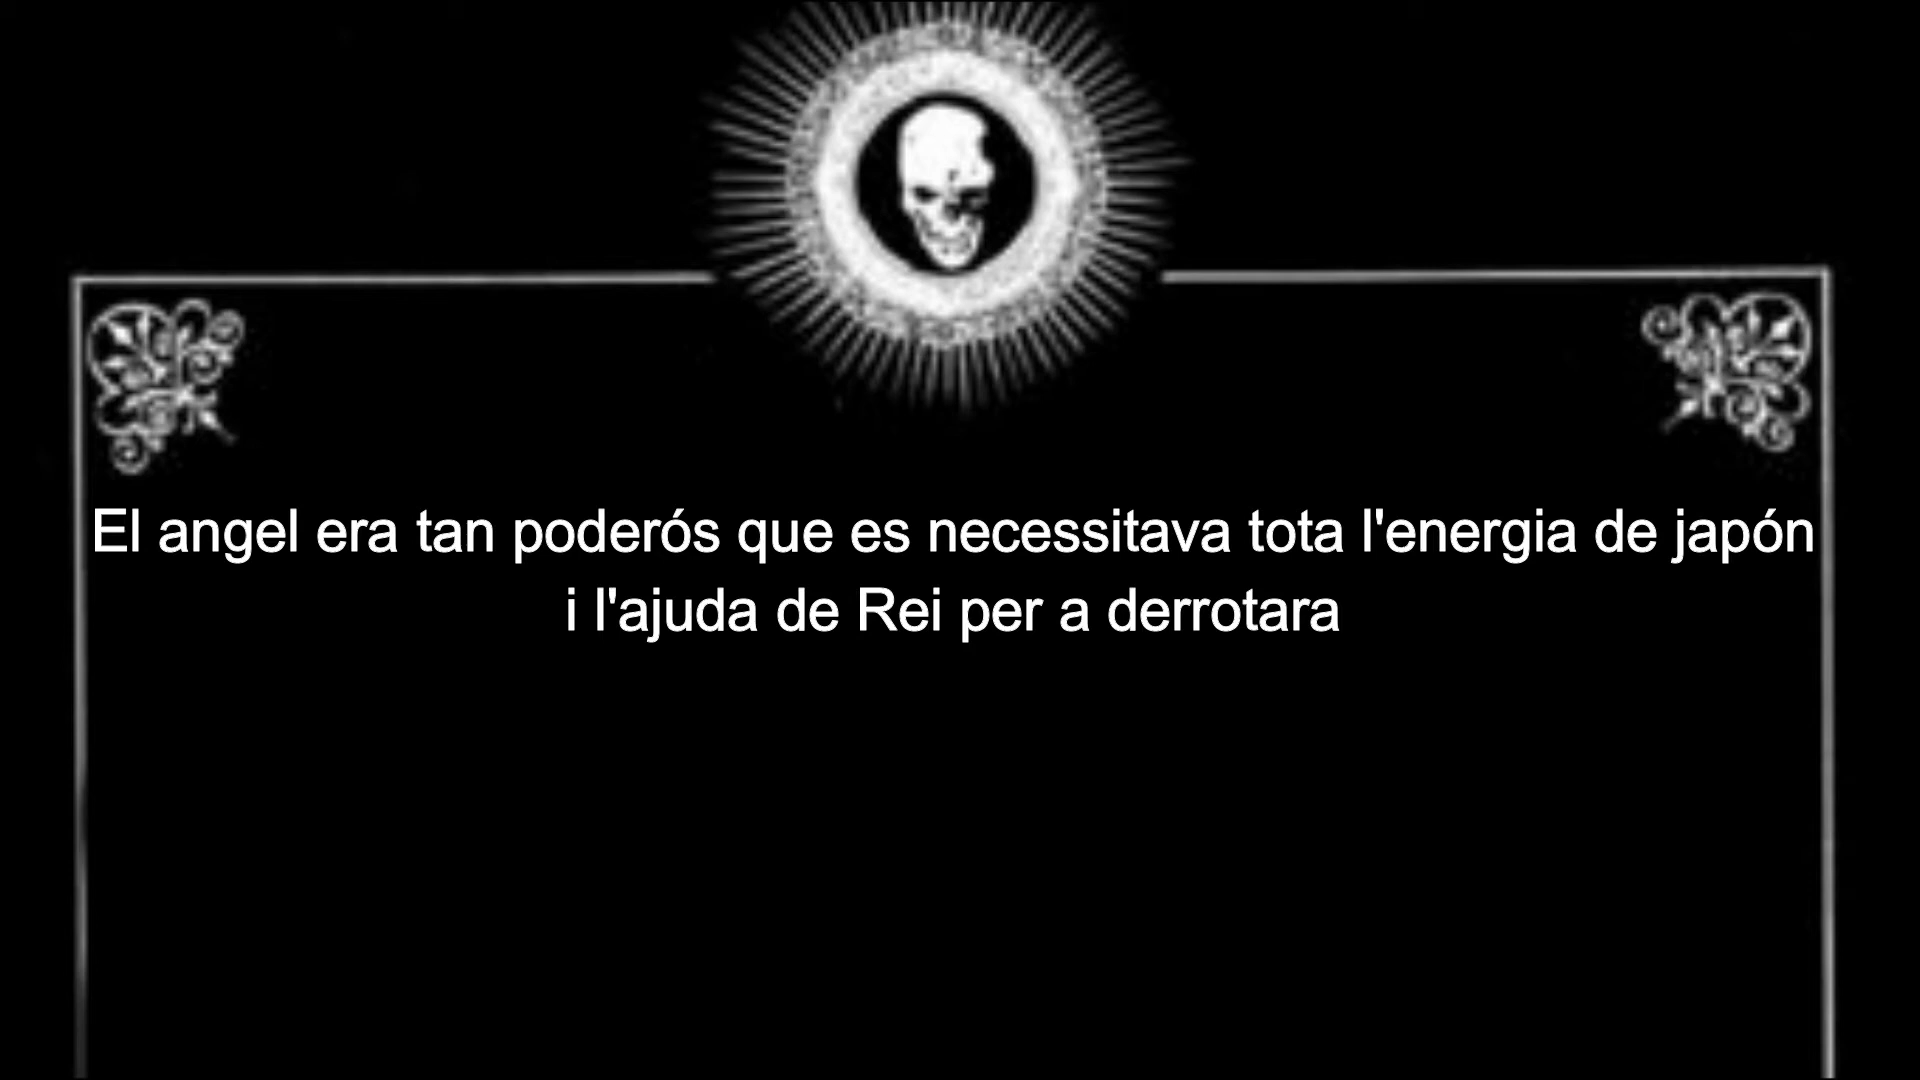 El angel era tan poderós que es necessitava tota l'energia de japón
i l'ajuda de Rei per a derrotara